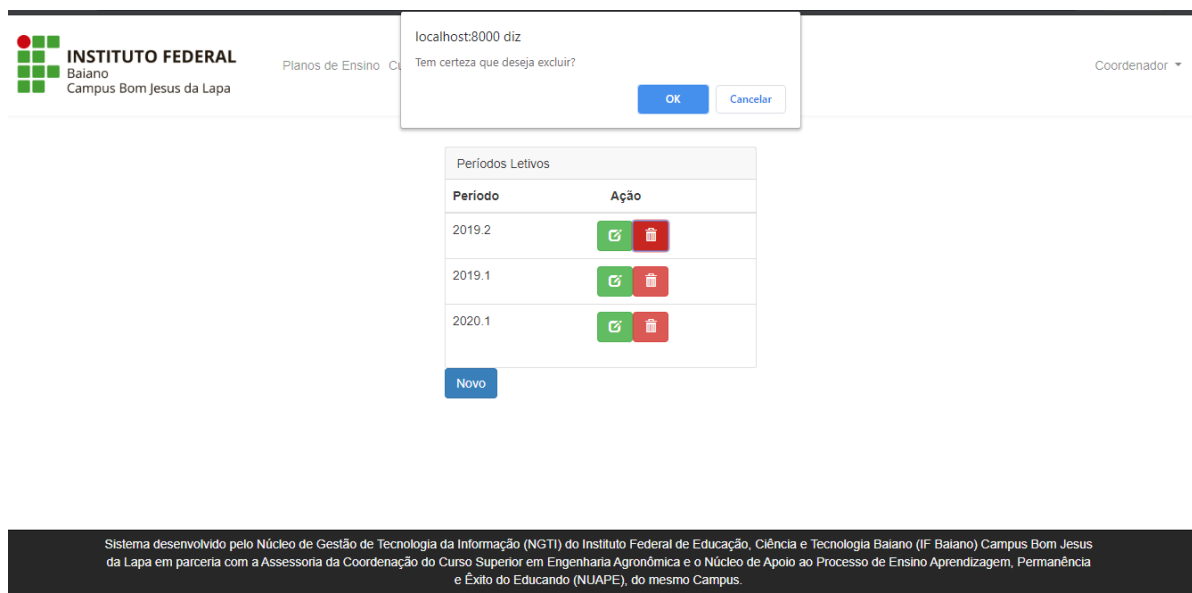 localhost:8000 diz
Tem certeza que deseja excluir?
OK Cancelar
INSTITUTO FEDERAL
Baiano
Campus Bom Jesus da Lapa
Planos de Ensino
Coordenador
Períodos Letivos
Período Ação
2019.2
2019.1
2020.1
Novo
Sistema desenvolvido pelo Núcleo de Gestão de Tecnologia da Informação (NGTI) do Instituto Federal de Educação, Ciência e Tecnologia Baiano (IF Baiano) Campus Bom Jesus
da Lapa em parceria com a Assessoria da Coordenação do Curso Superior em Engenharia Agronômica e o Núcleo de Apoio ao Processo de Ensino Aprendizagem, Permanência
e Êxito do Educando (NUAPE), do mesmo Campus.